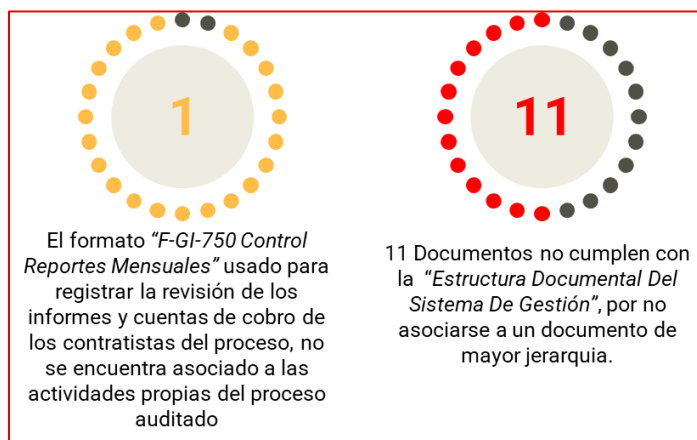 1
El formato “F-GI-750 Control
Reportes Mensuales” usado para
registrar la revisión de los
informes y cuentas de cobro de
los contratistas del proceso, no
se encuentra asociado a las
actividades propias del proceso
auditado
11
11 Documentos no cumplen con
la “Estructura Documental Del
Sistema De Gestión”, por no
asociarse a un documento de
mayor jerarquia.